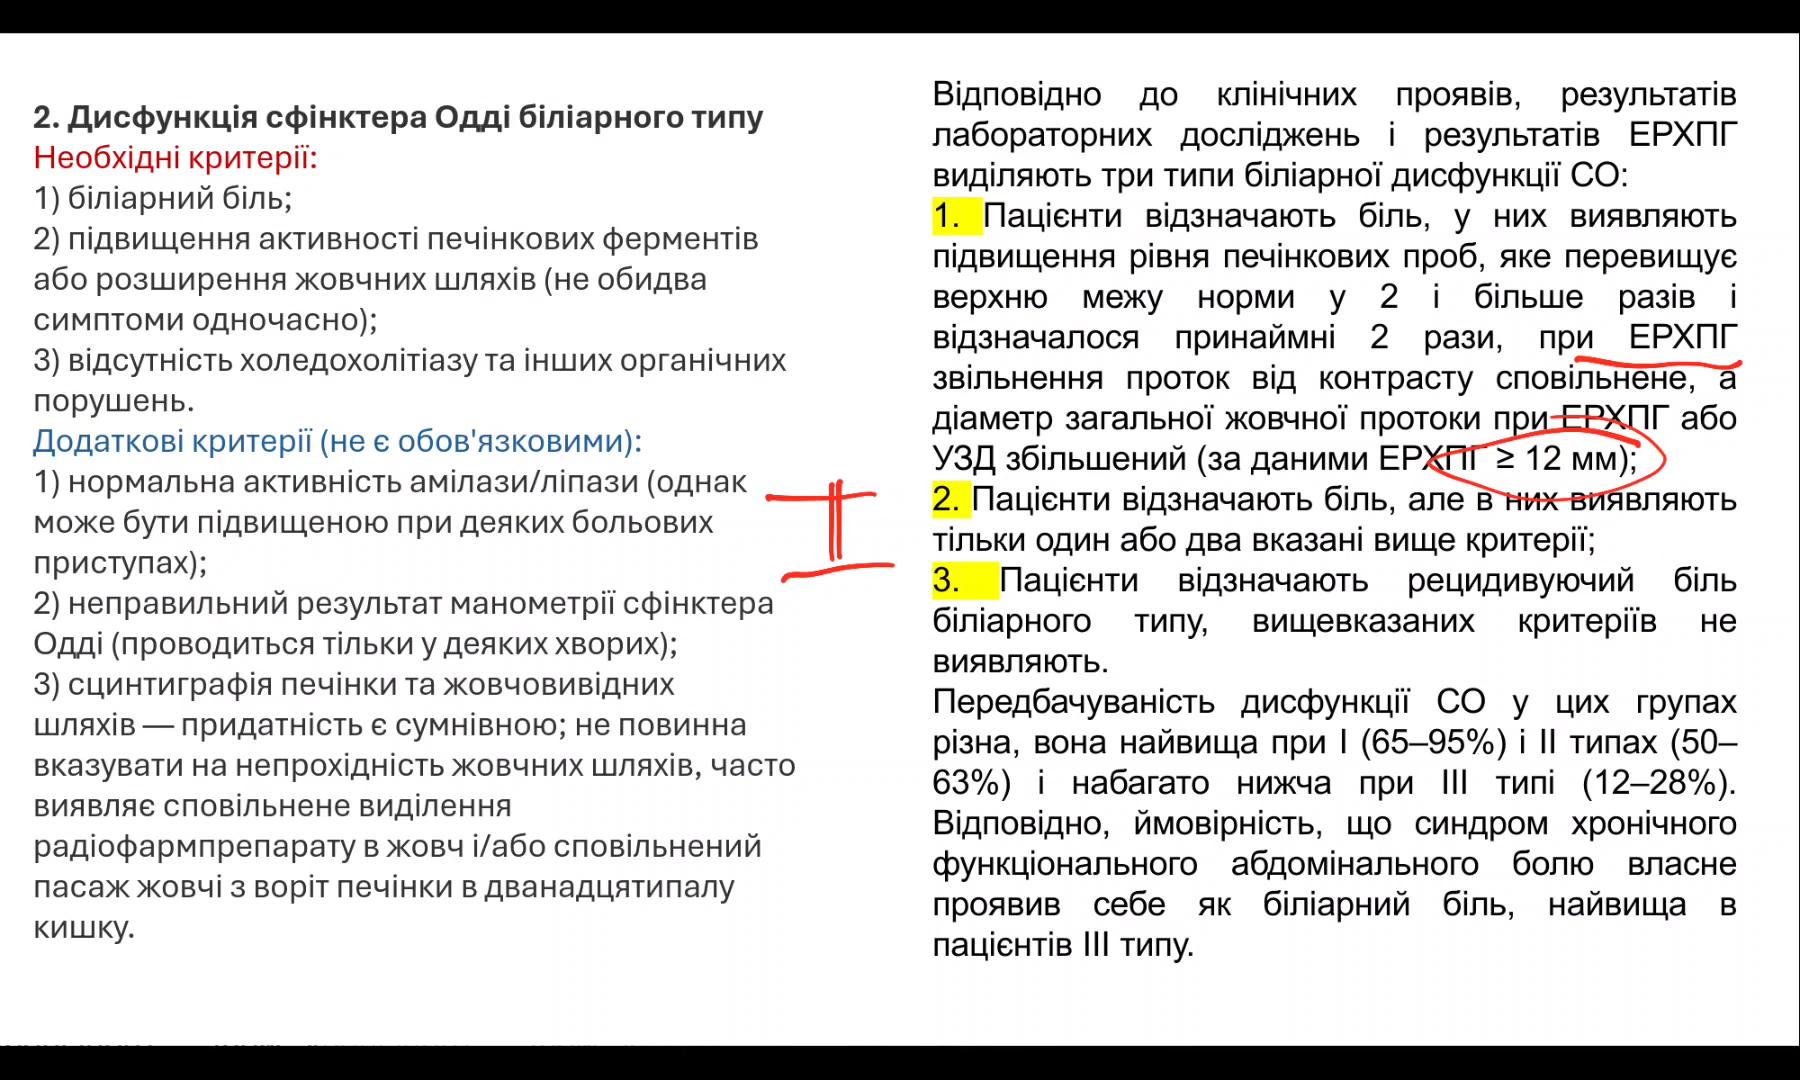 2. Дисфункція сфінктера Одді біліарного типу
Необхідні критерії:
1) біліарний біль;
2) підвищення активності печінкових ферментів
або розширення жовчних шляхів (не обидва
симптоми одночасно);
3) відсутність холедохолітіазу та інших органічних
порушень.
Додаткові критерії (не є обов'язковими):
1) нормальна активність амілази/ліпази (однак
може бути підвищеною при деяких больових
приступах);
2) неправильний результат манометрії сфінктера
Одді (проводиться тільки у деяких хворих);
3) сцинтиграфія печінки та жовчовивідних
шляхів — придатність є сумнівною; не повинна
вказувати на непрохідність жовчних шляхів, часто
виявляє сповільнене виділення
радіофармпрепарату в жовч і/або сповільнений
пасаж жовчі з воріт печінки в дванадцятипалу
кишку.
II
Відповідно до клінічних проявів, результатів
лабораторних досліджень і результатів ЕРХПГ
виділяють три типи біліарної дисфункції СО:
1. Пацієнти відзначають біль, у них виявляють
підвищення рівня печінкових проб, яке перевищує
верхню межу норми у 2 і більше разів і
відзначалося принаймні 2 рази, при ЕРХПГ
звільнення проток від контрасту сповільнене, а
діаметр загальної жовчної протоки при ЕРХПГ або
УЗД збільшений (за даними ЕРХПГ ≥ 12 мм);
2. Пацієнти відзначають біль, але в них виявляють
тільки один або два вказані вище критерії;
3. Пацієнти відзначають рецидивуючий біль
біліарного типу, вищевказаних критеріїв не
виявляють.
Передбачуваність дисфункції СО у цих групах
різна, вона найвища при I (65–95%) і II типах (50–
63%) і набагато нижча при III типі (12–28%).
Відповідно, ймовірність, що синдром хронічного
функціонального абдомінального болю власне
проявив себе як біліарний біль, найвища в
пацієнтів III типу.